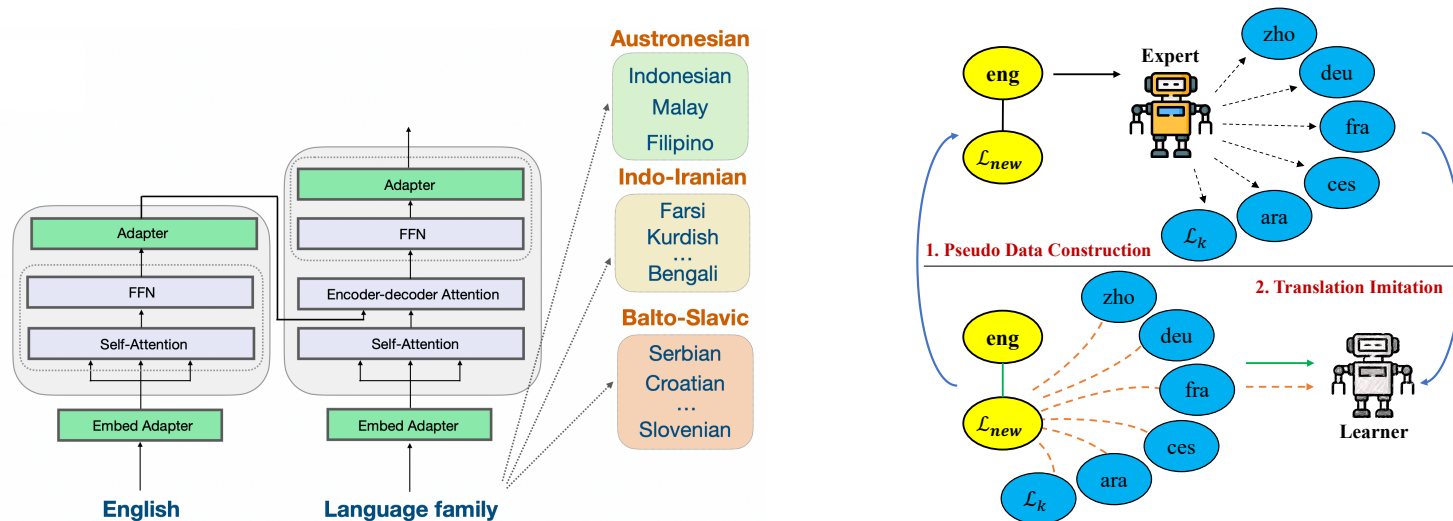 Adapter
FFN
Self-Attention
Embed Adapter
English
Adapter
FFN
Encoder-decoder Attention
Self-Attention
Embed Adapter
Language family
Austronesian
Indonesian
Malay
Filipino
Indo-Iranian
Farsi
Kurdish
...
Bengali
Balto-Slavic
Serbian
Croatian
...
Slovenian
eng
ℒnew
Expert
zho
deu
fra
ces
ara
ℒk
1. Pseudo Data Construction
2. Translation Imitation
eng
ℒnew
zho
deu
fra
ces
ara
ℒk
Learner